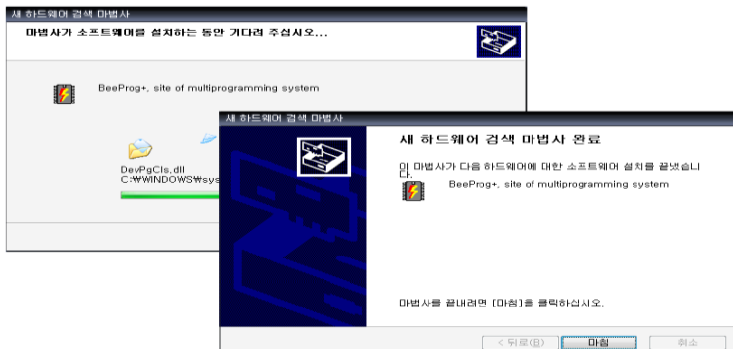 새 하드웨어 검색 마법사
마법사가 소프트웨어를 설치하는 동안 기다려 주십시오...
BeeProg+, site of multiprogramming system
DevPgCls.dll
C:₩WINDOWS₩sys
새 하드웨어 검색 마법사
새 하드웨어 검색 마법사 완료
이 마법사가 다음 하드웨어에 대한 소프트웨어 설치를 끝냈습니
다.
BeeProg+, site of multiprogramming system
마법사를 끝내려면 [마침]을 클릭하십시오.
< 뒤로(B) 마침 취소